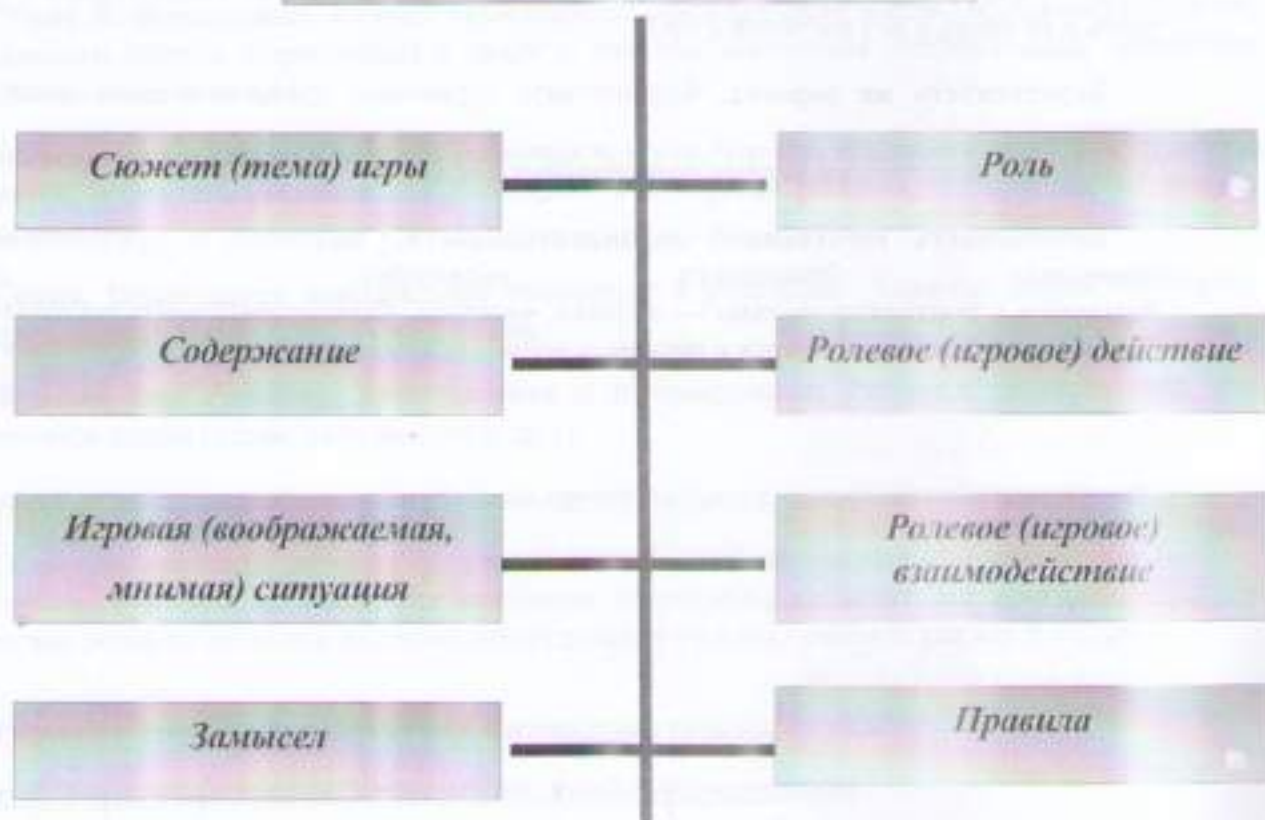 Сюжет (тема) игры
Роль
Содержание
Ролевое (игровое) действие
Игровая (воображаемая,
мнимая) ситуация
Ролевое (игровое)
взаимодействие
Замысел
Правила